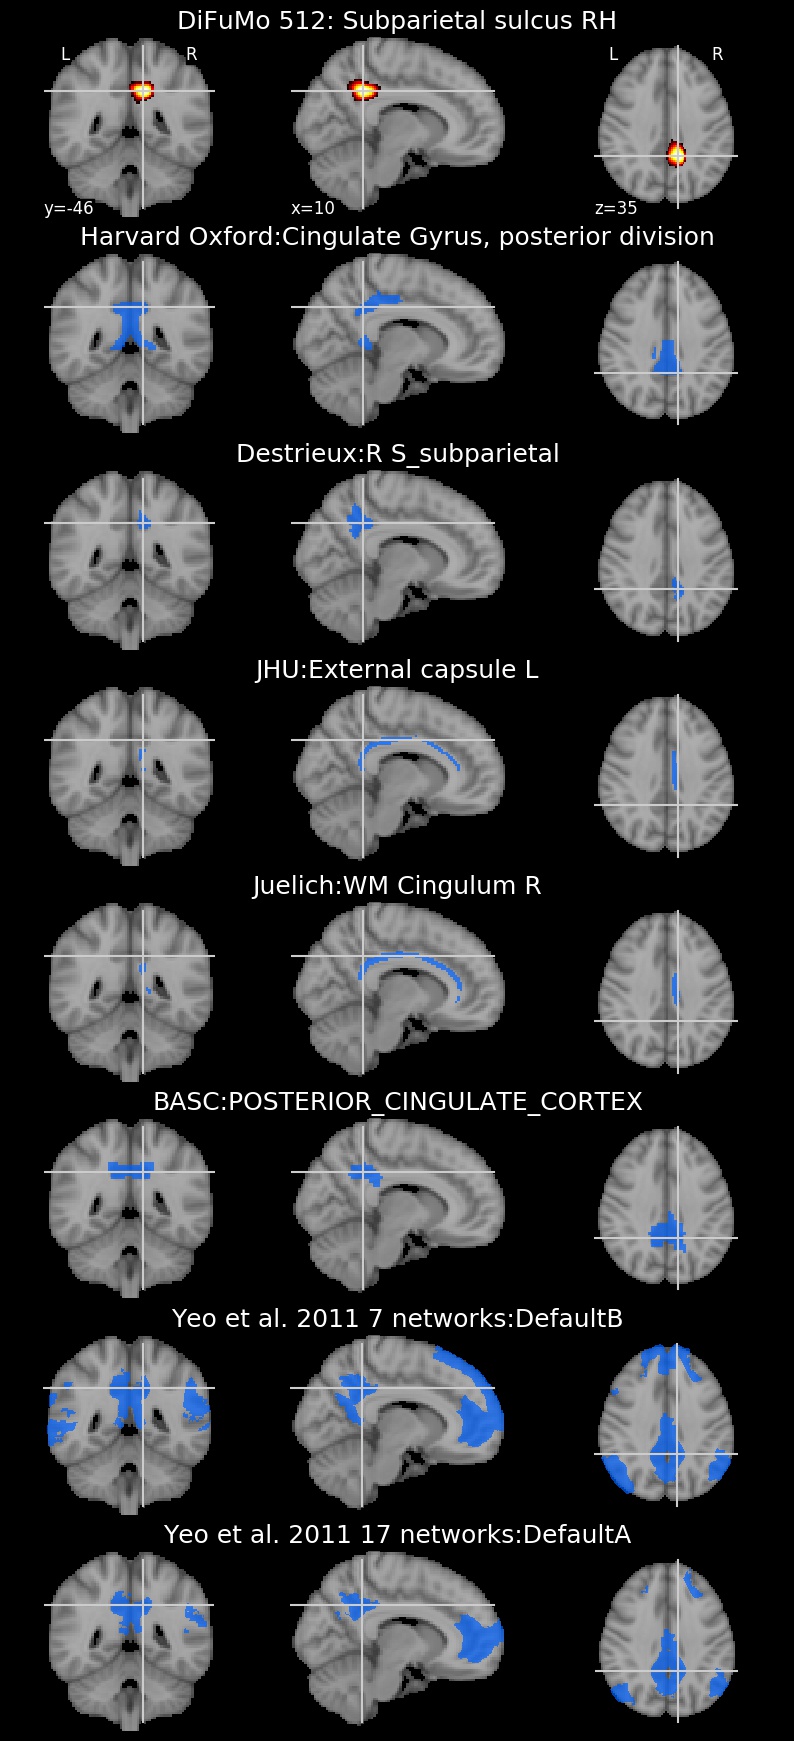 DiFuMo 512: Subparietal sulcus RH
L R L R
y=-46 x=10 z=35
Harvard Oxford:Cingulate Gyrus, posterior division
Destrieux:R S_subparietal
JHU:External capsule L
Juelich:WM Cingulum R
BASC:POSTERIOR_CINGULATE_CORTEX
Yeo et al. 2011 7 networks:DefaultB
Yeo et al. 2011 17 networks:DefaultA